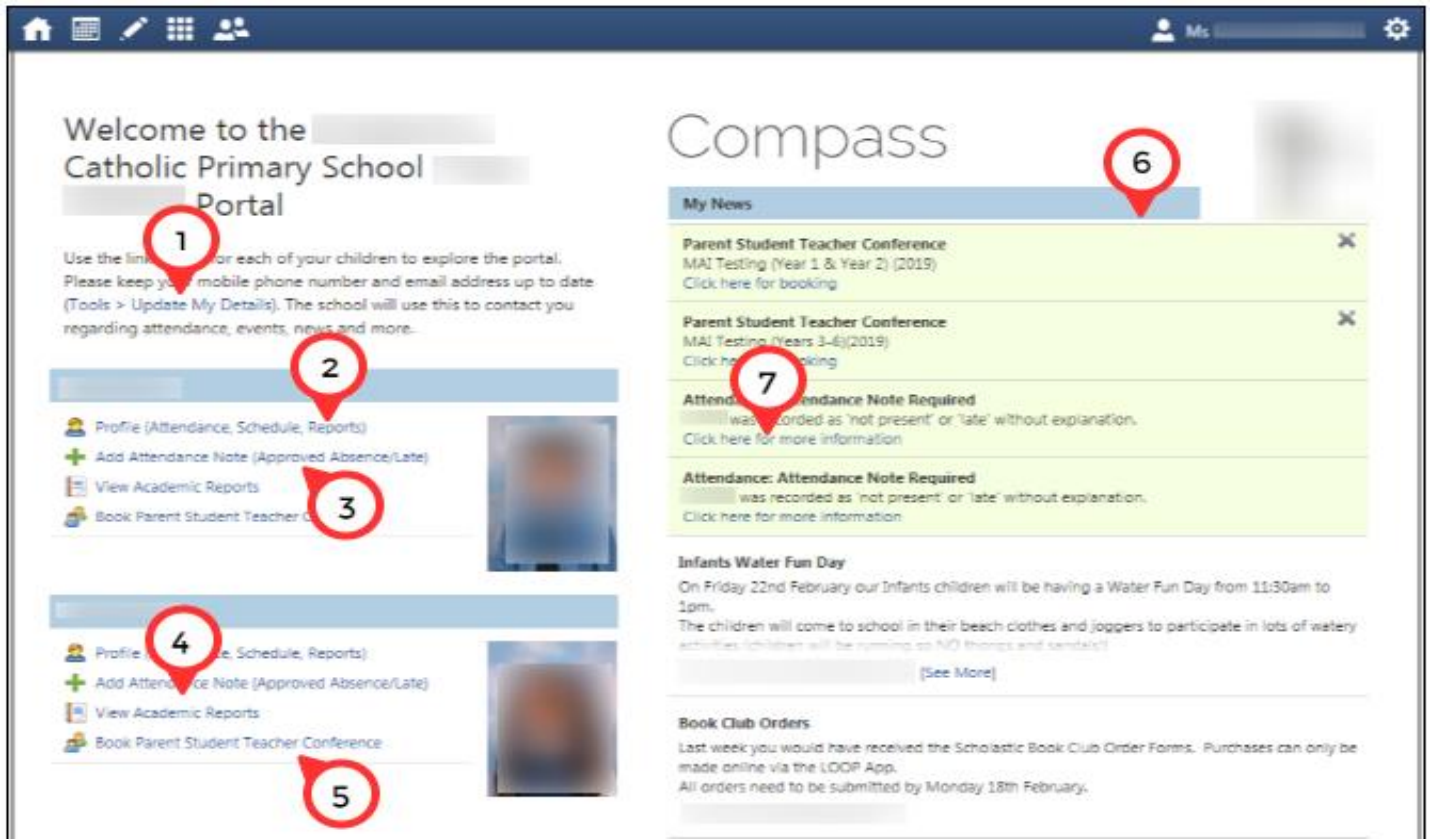 Ms
Welcome to the
Catholic Primary School
Portal
1
Use the for each of your children to explore the portal.
Please keep mobile phone number and email address up to date
(Tools > Update My Details). The school will use this to contact you
regarding attendance, events, news and more.
2
Profile (Attendance, Schedule, Reports)
Add Attendance Note (Approved Absence/Late)
View Academic Reports
Book Parent Student Teacher
3
4
Profile Schedule, Reports)
Add Attendance Note (Approved Absence/Late)
View Academic Reports
Book Parent Student Teacher Conference
5
Compass
6
My News
Parent Student Teacher Conference
MAI Testing (Year 1 & Year 2) (2019)
Click here for booking
Parent Student Teacher Conference
MAI Testing (Years 3-6)(2019)
Click booking
7
Attendance Note Required
was recorded as 'not present' or 'late' without explanation.
Click here for more information
Attendance: Attendance Note Required
was recorded as 'not present' or 'late' without explanation.
Click here for more information
Infants Water Fun Day
On Friday 22nd February our Infants children will be having a Water Fun Day from 11:30am to
1pm.
The children will come to school in their beach clothes and joggers to participate in lots of watery
activities (children will be running so NO thongs and sandals!)
[See More]
Book Club Orders
Last week you would have received the Scholastic Book Club Order Forms. Purchases can only be
made online via the LOOP App.
All orders need to be submitted by Monday 18th February.